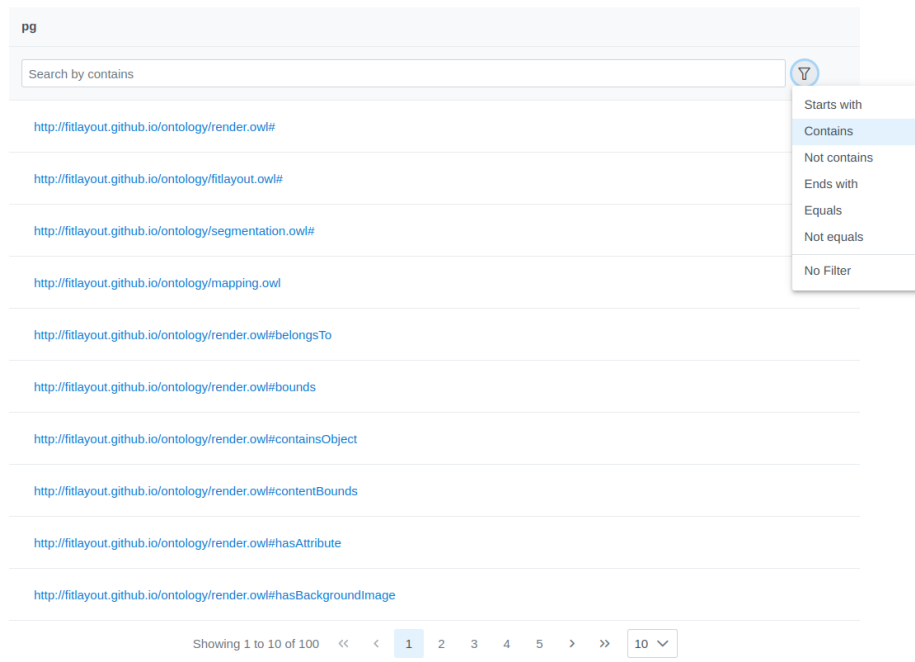 pg
Search by contains
Starts with
Contains
Not contains
Ends with
Equals
Not equals
No Filter
http://fitlayout.github.io/ontology/render.owl#
http://fitlayout.github.io/ontology/fitlayout.owl#
http://fitlayout.github.io/ontology/segmentation.owl#
http://fitlayout.github.io/ontology/mapping.owl
http://fitlayout.github.io/ontology/render.owl#belongsTo
http://fitlayout.github.io/ontology/render.owl#bounds
http://fitlayout.github.io/ontology/render.owl#containsObject
http://fitlayout.github.io/ontology/render.owl#contentBounds
http://fitlayout.github.io/ontology/render.owl#hasAttribute
http://fitlayout.github.io/ontology/render.owl#hasBackgroundImage
Showing 1 to 10 of 100 << < 1 2 3 4 5 > >> 10